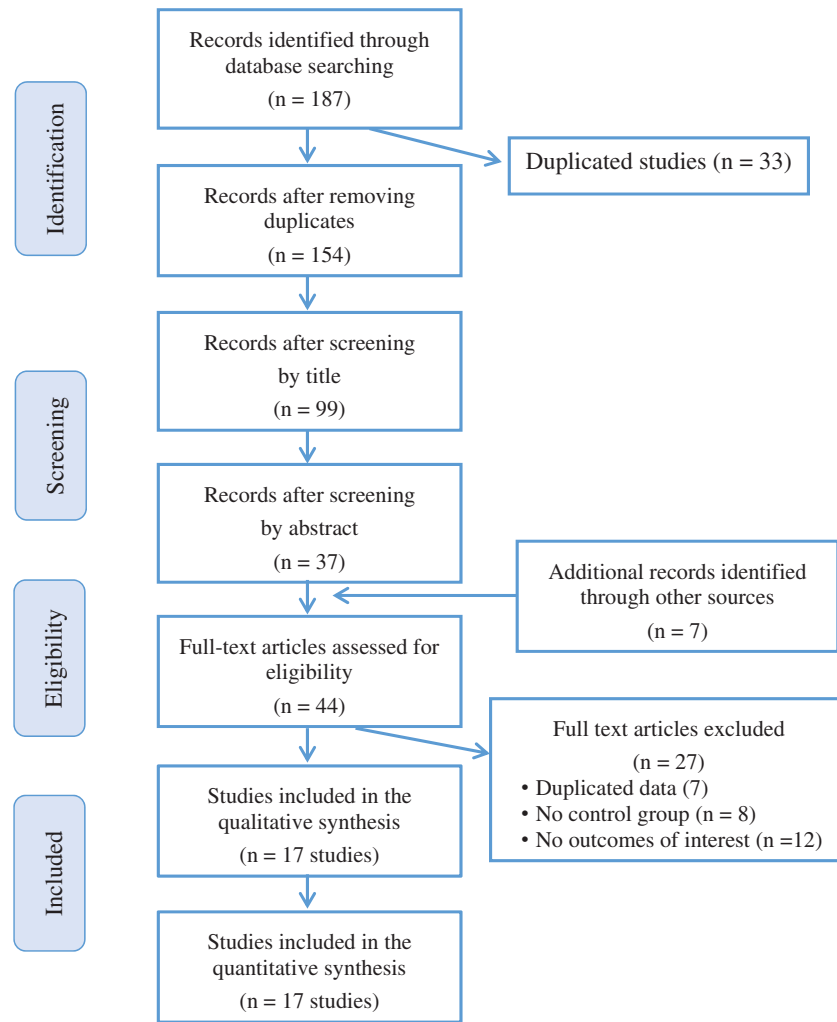 Identification
Records identified through
database searching
(n = 187)
Duplicated studies (n = 33)
Records after removing
duplicates
(n = 154)
Screening
Records after screening
by title
(n = 99)
Records after screening
by abstract
(n = 37)
Additional records identified
through other sources
(n = 7)
Eligibility
Full-text articles assessed for
eligibility
(n = 44)
Full text articles excluded
(n = 27)
• Duplicated data (7)
• No control group (n = 8)
• No outcomes of interest (n =12)
Included
Studies included in the
qualitative synthesis
(n = 17 studies)
Studies included in the
quantitative synthesis
(n = 17 studies)